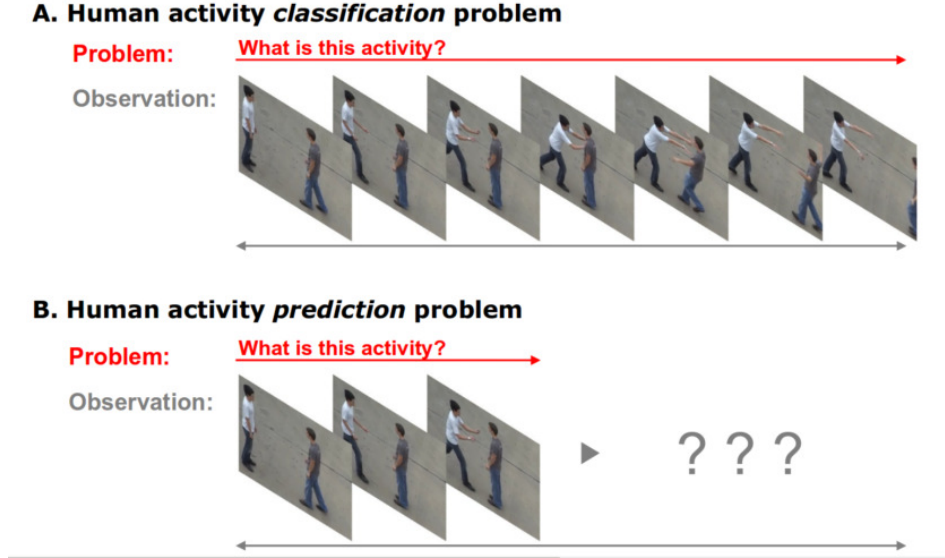 A. Human activity classification problem
Problem: What is this activity?
Observation:
B. Human activity prediction problem
Problem: What is this activity?
Observation:
? ? ?